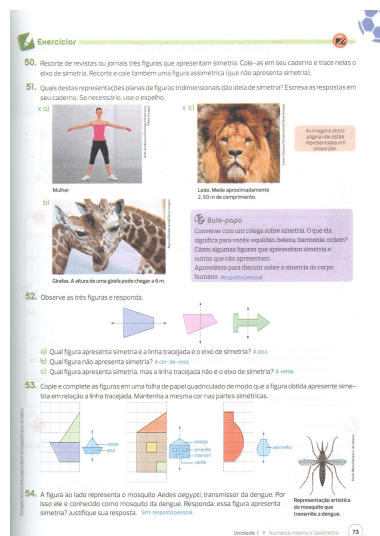 Exercícios
50. Recorte de revistas ou jornais três figuras que apresentam simetria. Cole-as em seu caderno e trace nelas o
eixo de simetria. Recorte e cole também uma figura assimétrica (que não apresenta simetria).
51. Quais destas representações planas de figuras tridimensionais dão ideia de simetria? Escreva as respostas em
seu caderno. Se necessário, use o espelho.
x a)
Mulher
x c)
Leão. Mede aproximadamente
2,50 m de comprimento.
As imagens desta
página não estão
representadas em
proporção.
b)
Girafas. A altura de uma girafa pode chegar a 6 m.
Bate-papo
Converse com um colega sobre simetria. O que ela
significa para vocês: equilíbrio, beleza, harmonia, ordem?
Citem algumas figuras que apresentam simetria e
outras que não apresentam.
Aproveitem para discutir sobre a simetria do corpo
humano. Resposta pessoal.
52. Observe as três figuras e responda.
a) Qual figura apresenta simetria e a linha tracejada é o eixo de simetria? A azul.
b) Qual figura não apresenta simetria? A cor-de-rosa.
c) Qual figura apresenta simetria, mas a linha tracejada não é o eixo de simetria? A verde.
53. Copie e complete as figuras em uma folha de papel quadriculado de modo que a figura obtida apresente sime-
tria em relação a linha tracejada. Mantenha a mesma cor nas partes simétricas.
verde
azul
laranja
amarelo
marrom
verde
vermelho
54. A figura ao lado representa o mosquito Aedes aegypti, transmissor da dengue. Por
isso ele é conhecido como mosquito da dengue. Responda: essa figura apresenta
simetria? Justifique sua resposta. Sim; resposta pessoal.
Representação artística
do mosquito que
transmite a dengue.
Unidade 1 • Números inteiros e Geometria 73